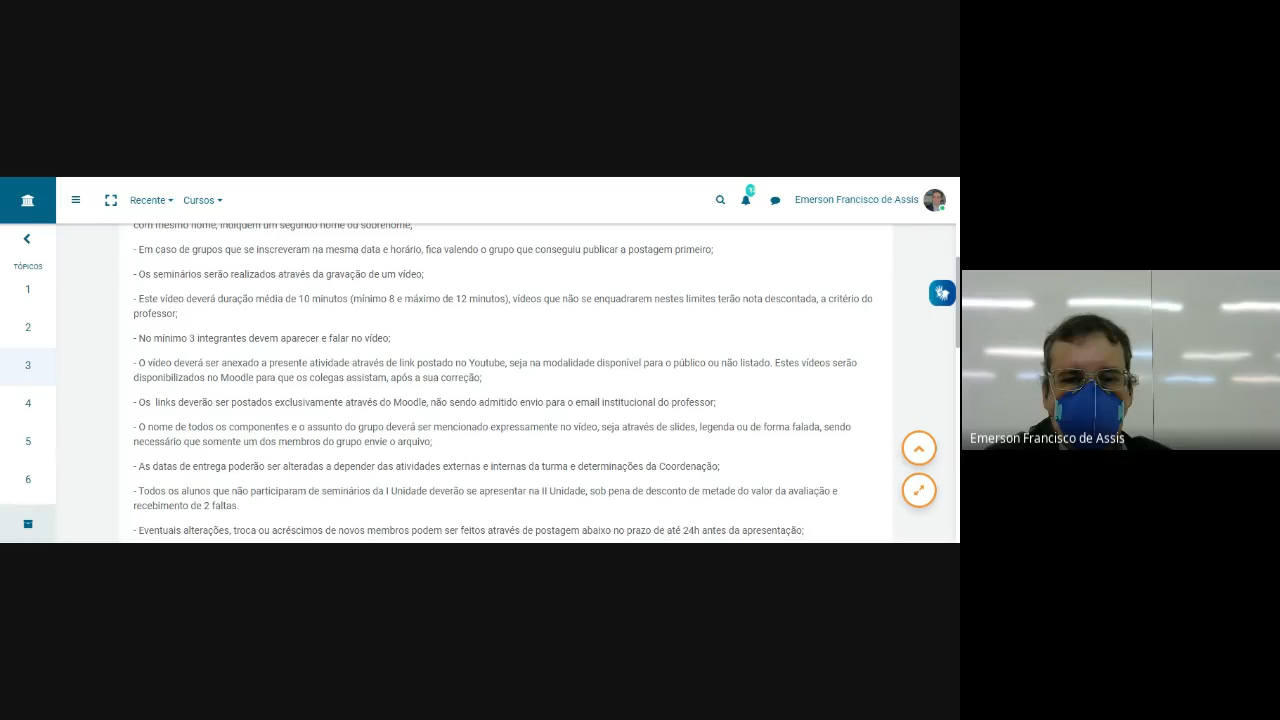 Recente
Cursos
Emerson Francisco de Assis
com mesmo nome, indiquem um segundo nome ou sobrenome;
- Em caso de grupos que se inscreveram na mesma data e horário, fica valendo o grupo que conseguiu publicar a postagem primeiro;
TÓPICOS
- Os seminários serão realizados através da gravação de um vídeo;
1
- Este vídeo deverá duração média de 10 minutos (mínimo 8 e máximo de 12 minutos), vídeos que não se enquadrarem nestes limites terão nota descontada, a critério do
professor;
2
- No mínimo 3 integrantes devem aparecer e falar no vídeo;
3
- O vídeo deverá ser anexado a presente atividade através de link postado no Youtube, seja na modalidade disponível para o público ou não listado. Estes vídeos serão
disponibilizados no Moodle para que os colegas assistam, após a sua correção;
4
- Os links deverão ser postados exclusivamente através do Moodle, não sendo admitido envio para o email institucional do professor;
- O nome de todos os componentes e o assunto do grupo deverá ser mencionado expressamente no vídeo, seja através de slides, legenda ou de forma falada, sendo
necessário que somente um dos membros do grupo envie o arquivo;
5
- As datas de entrega poderão ser alteradas a depender das atividades externas e internas da turma e determinações da Coordenação;
6
- Todos os alunos que não participaram de seminários da I Unidade deverão se apresentar na II Unidade, sob pena de desconto de metade do valor da avaliação e
recebimento de 2 faltas.
- Eventuais alterações, troca ou acréscimos de novos membros podem ser feitos através de postagem abaixo no prazo de até 24h antes da apresentação;
Emerson Francisco de Assis